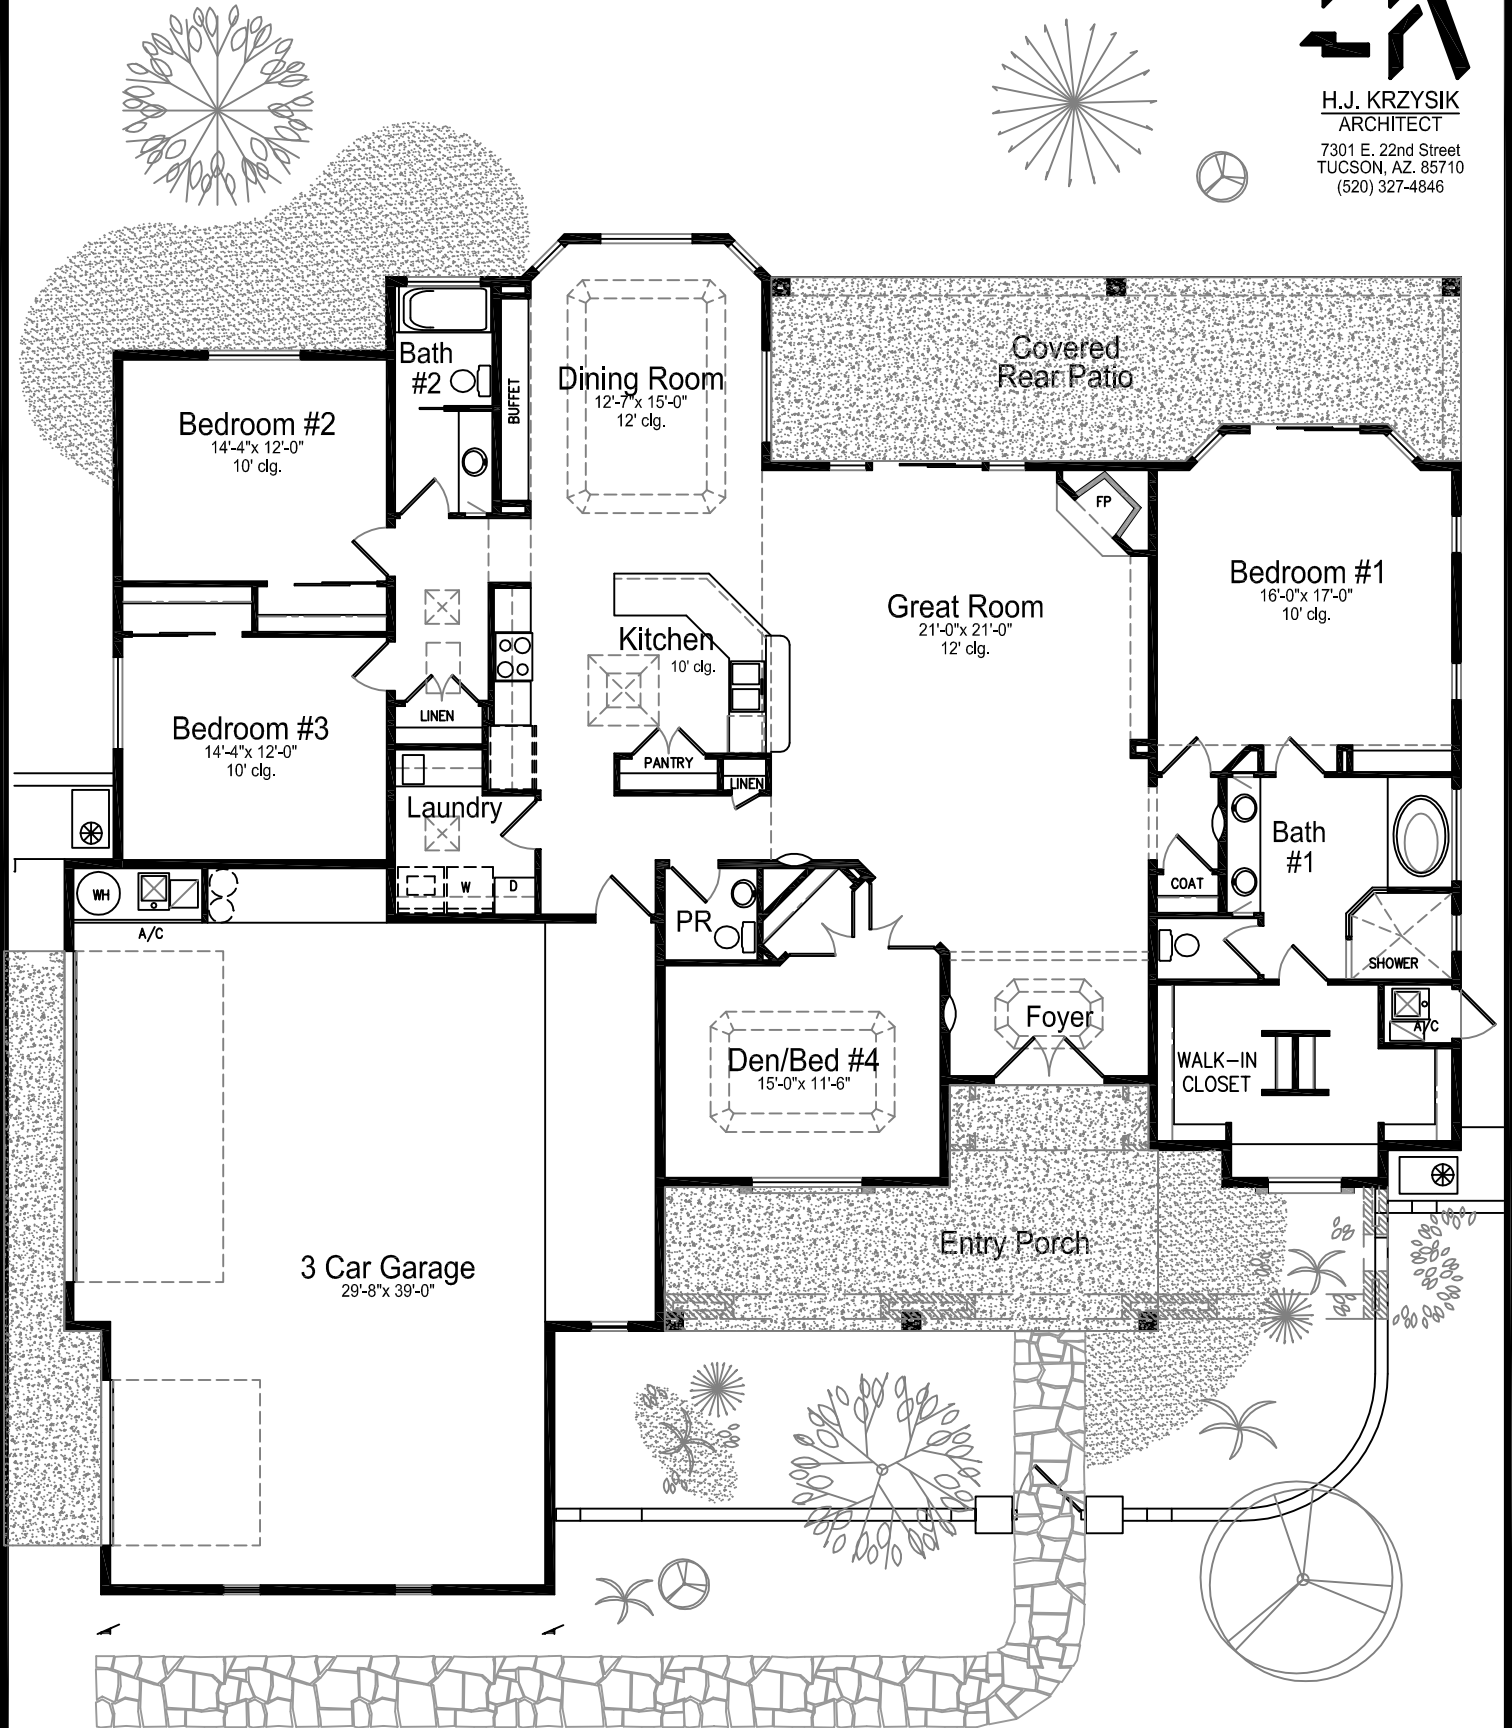 H.J. KRZYSIK
ARCHITECT
7301 E. 22nd Street
TUCSON, AZ. 85710
(520) 327-4846
Covered
Rear Patio
Bath
#2
BUFFET
Dining Room
12'-7"x 15'-0"
12' clg.
Bedroom #2
14'-4"x 12'-0"
10' clg.
FP
Bedroom #1
16'-0"x 17'-0"
10' clg.
Great Room
21'-0"x 21'-0"
12' clg.
Kitchen
10' clg.
LINEN
Bedroom #3
14'-4"x 12'-0"
10' clg.
PANTRY
LINEN
Laundry
Bath
#1
WH
W
D
COAT
A/C
PR
SHOWER
Foyer
A/C
Den/Bed #4
15'-0"x 11'-6"
WALK-IN
CLOSET
Entry Porch
3 Car Garage
29'-8"x 39'-0"